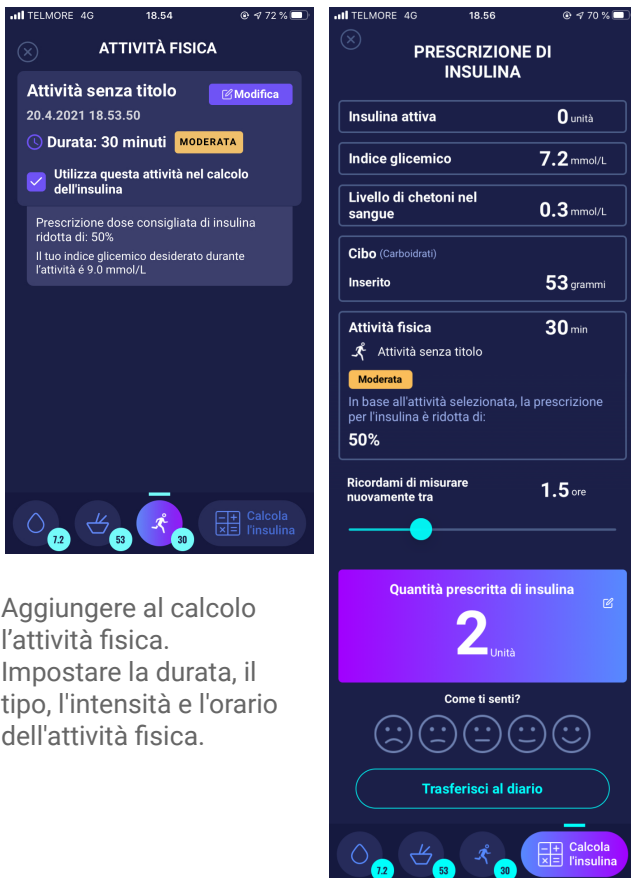 TELMORE 4G 18.54 72 %
ATTIVITÀ FISICA
Attività senza titolo
Modifica
20.4.2021 18.53.50
Durata: 30 minuti MODERATA
Utilizza questa attività nel calcolo
dell'insulina
Prescrizione dose consigliata di insulina
ridotta di: 50%
Il tuo indice glicemico desiderato durante
l'attività é 9.0 mmol/L
7.2
53
30
Calcola
l'insulina
Aggiungere al calcolo
l’attività fisica.
Impostare la durata, il
tipo, l'intensità e l'orario
dell'attività fisica.
TELMORE 4G 18.56 70 %
PRESCRIZIONE DI
INSULINA
Insulina attiva 0 unità
Indice glicemico 7.2 mmol/L
Livello di chetoni nel
sangue 0.3 mmol/L
Cibo (Carboidrati)
Inserito 53 grammi
Attività fisica 30 min
Attività senza titolo
Moderata
In base all'attività selezionata, la prescrizione
per l'insulina è ridotta di:
50%
Ricordami di misurare
nuovamente tra 1.5 ore
Quantità prescritta di insulina
2 Unità
Come ti senti?
Trasferisci al diario
7.2
53
30
Calcola
l'insulina